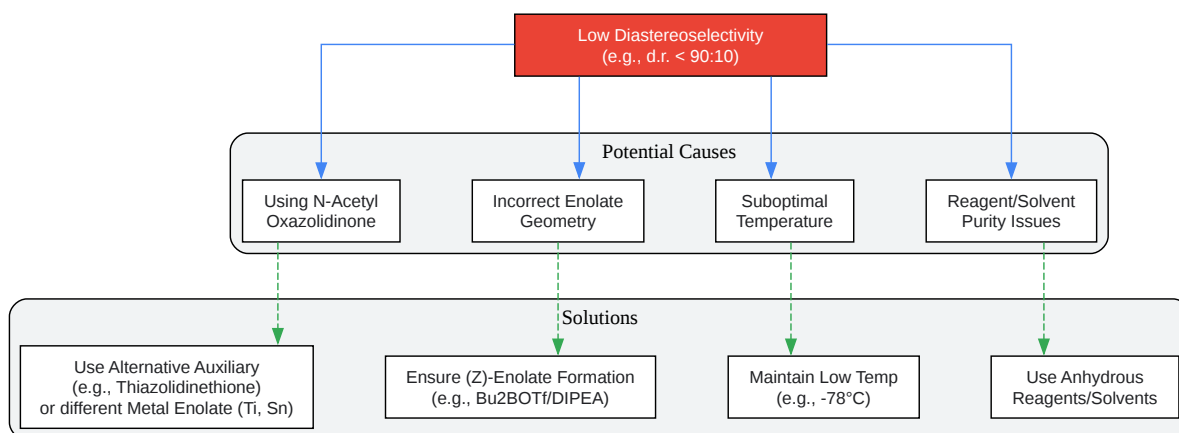 Low Diastereoselectivity
(e.g., d.r. < 90:10)
Potential Causes
Using N-Acetyl
Oxazolidinone
Incorrect Enolate
Geometry
Suboptimal
Temperature
Reagent/Solvent
Purity Issues
Solutions
Use Alternative Auxiliary
(e.g., Thiazolidinethione)
or different Metal Enolate (Ti, Sn)
Ensure (Z)-Enolate Formation
(e.g., Bu2BOTf/DIPEA)
Maintain Low Temp
(e.g., -78°C)
Use Anhydrous
Reagents/Solvents